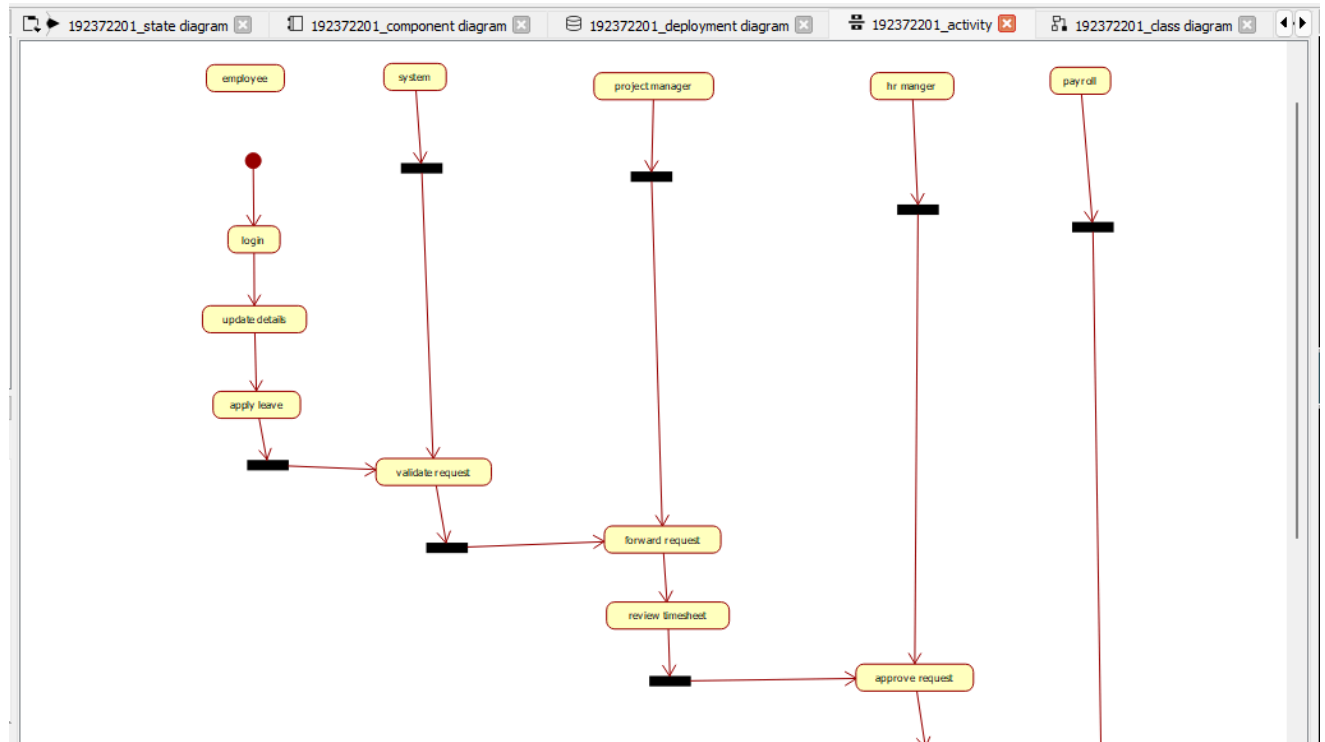 192372201_state diagram
192372201_component diagram
192372201_deployment diagram
192372201_activity
192372201_class diagram
employee
system
project manager
hr manger
payroll
login
update details
apply leave
validate request
forward request
review timesheet
approve request